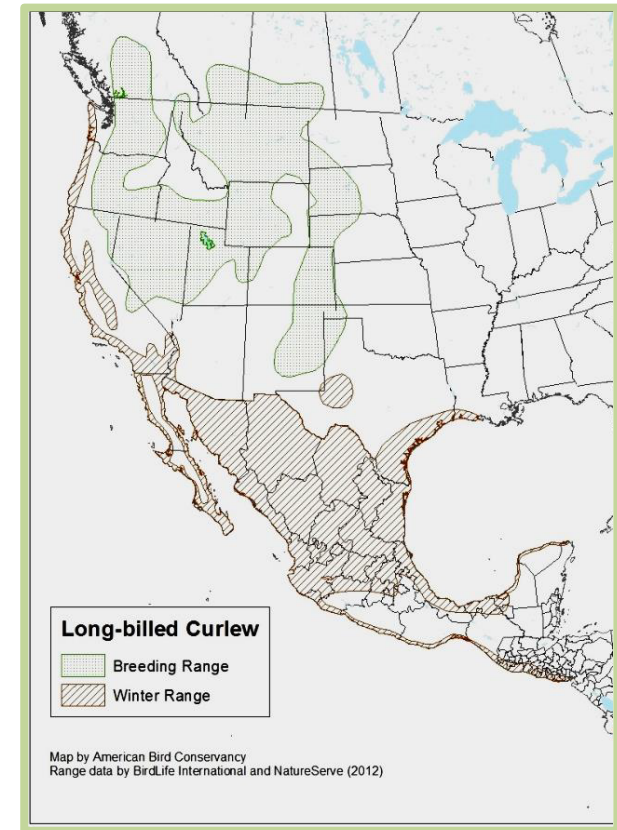 Long-billed Curlew
Breeding Range
Winter Range
Map by American Bird Conservancy
Range data by BirdLife International and NatureServe (2012)